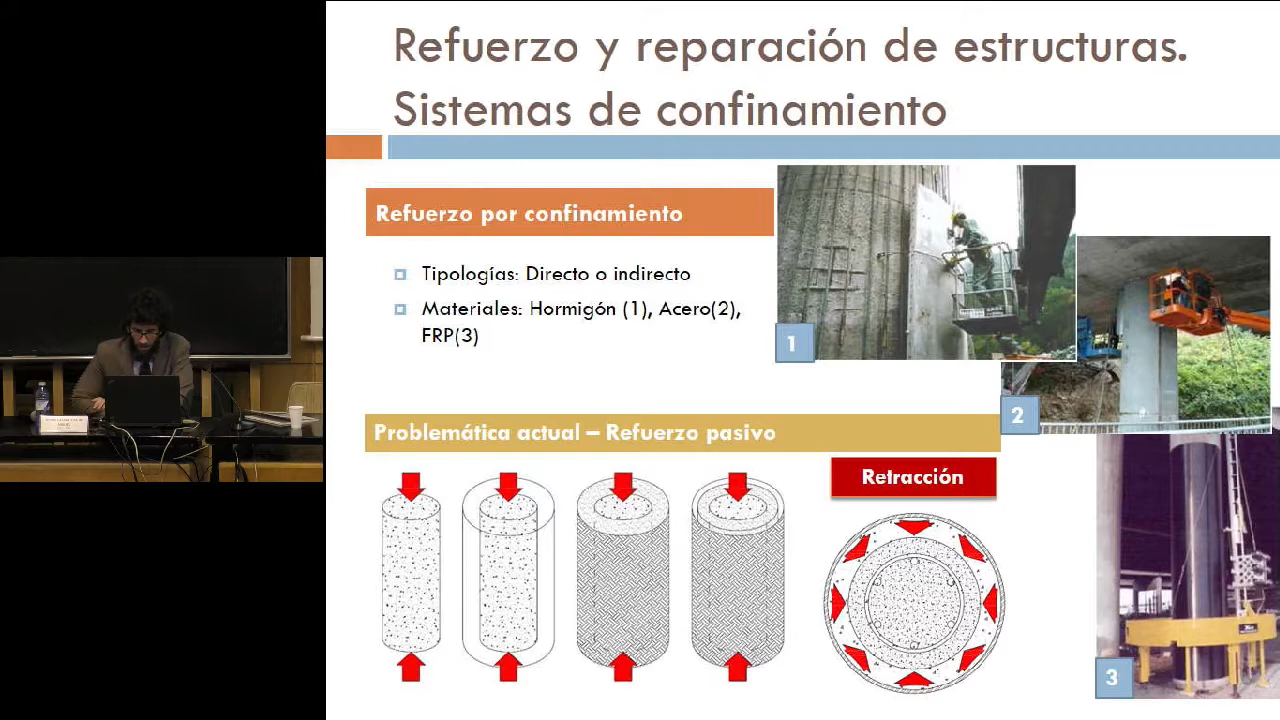 Refuerzo y reparación de estructuras.
Sistemas de confinamiento
Refuerzo por confinamiento
Tipologías: Directo o indirecto
Materiales: Hormigón (1), Acero(2),
FRP(3)
1
2
Problemática actual – Refuerzo pasivo
Retracción
3